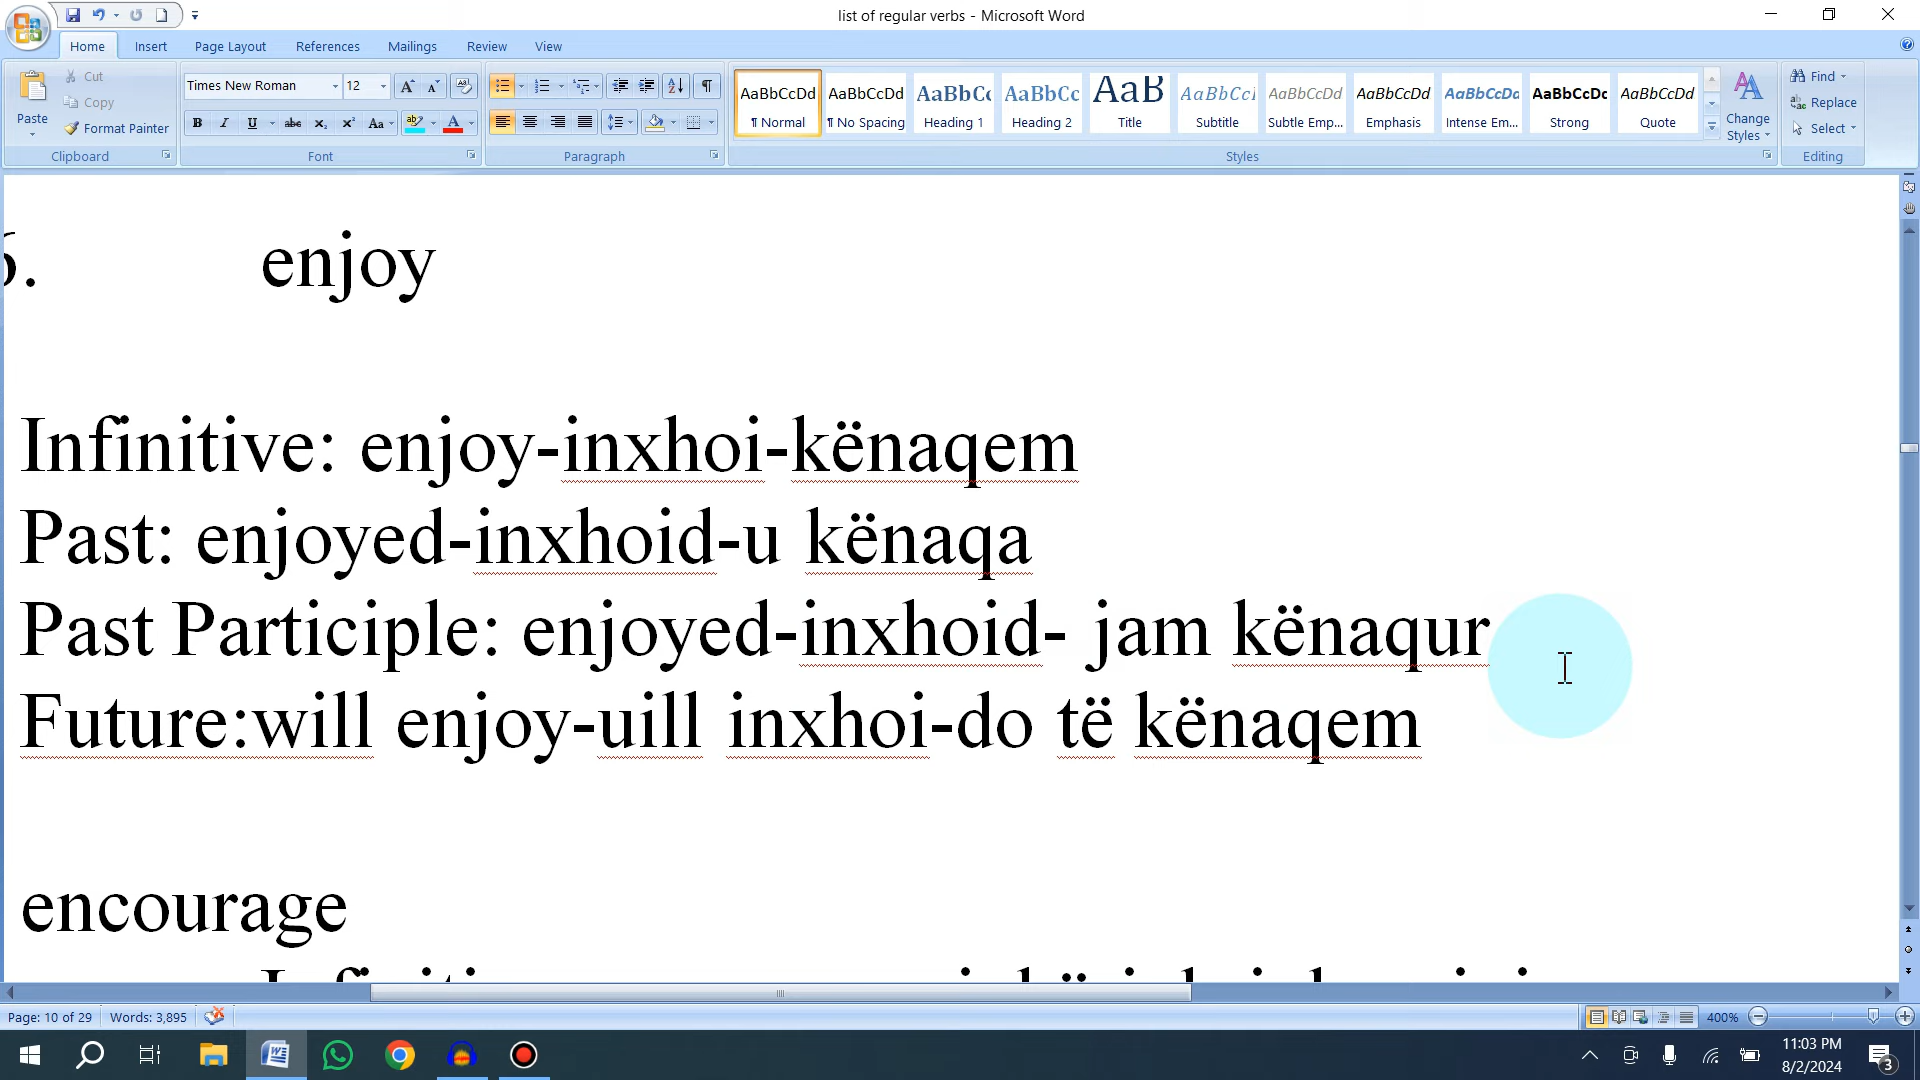 list of regular verbs - Microsoft Word
Home Insert Page Layout References Mailings Review View
Paste
Cut
Copy
Format Painter
Clipboard
Times New Roman 12
Font
Paragraph
AaBbCcDd AaBbCcDd AaBbCc AaBbCc AaB AaBbCcI AaBbCcDd AaBbCcDd AaBbCcDd AaBbCcDc AaBbCcDd
¶ Normal ¶ No Spacing Heading 1 Heading 2 Title Subtitle Subtle Emp... Emphasis Intense Em... Strong Quote
Change Styles
Styles
Find
Replace
Select
Editing
6. enjoy
Infinitive: enjoy-inxhoi-kënaqem
Past: enjoyed-inxhoid-u kënaqa
Past Participle: enjoyed-inxhoid- jam kënaqur
Future:will enjoy-uill inxhoi-do të kënaqem
encourage
Page: 10 of 29 Words: 3,895 400%
11:03 PM
8/2/2024
3